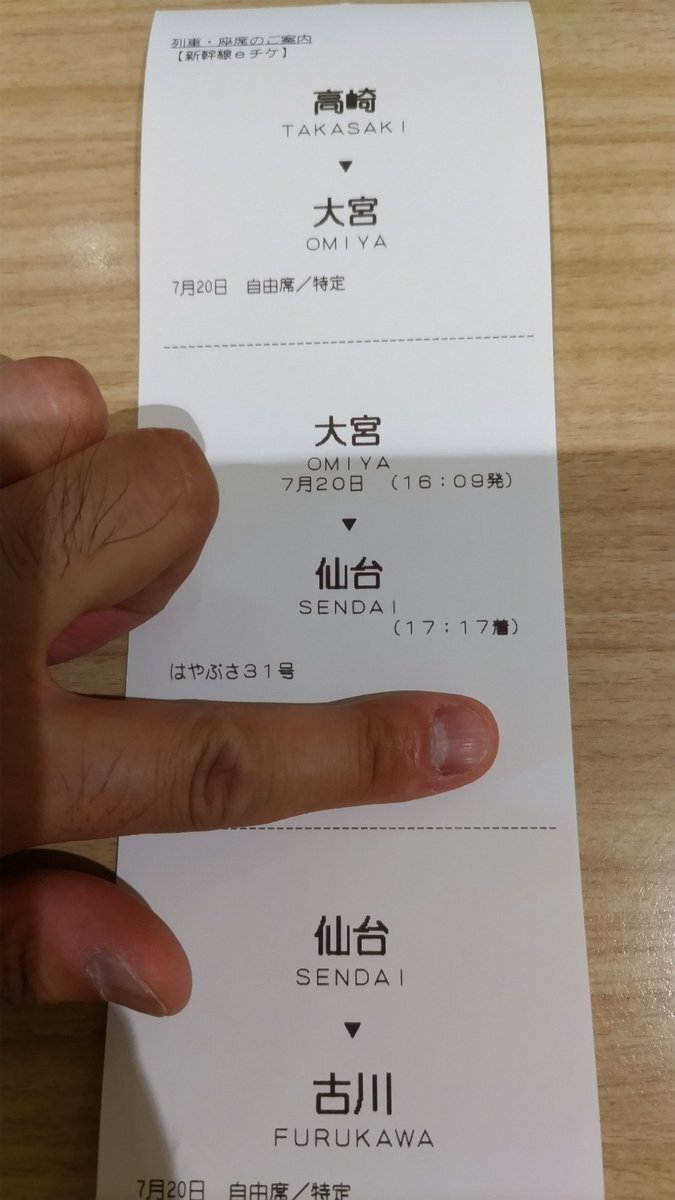 列車・座席のご案内
【新幹線eチケ】
高崎
TAKASAKI
▼
大宮
OMIYA
7月20日 自由席／特定
大宮
OMIYA
7月20日 （16：09発）
▼
仙台
SENDAI
（17：17着）
はやぶさ31号
仙台
SENDAI
▼
古川
FURUKAWA
7月20日 自由席／特定